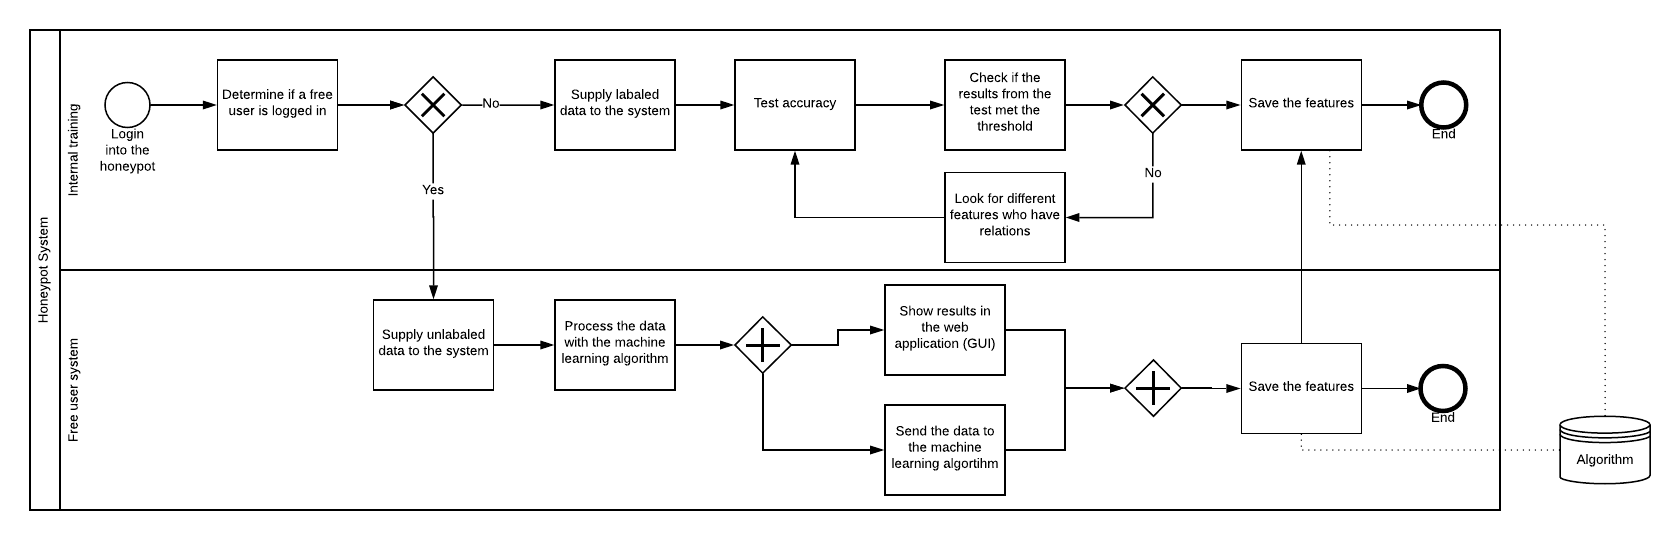 Honeypot System
Internal training
Login
into the
honeypot
Determine if a free
user is logged in
No
Yes
Supply labaled
data to the system
Test accuracy
Check if the
results from the
test met the
threshold
No
Look for different
features who have
relations
Save the features
End
Free user system
Supply unlabaled
data to the system
Process the data
with the machine
learning algorithm
Show results in
the web
application (GUI)
Send the data to
the machine
learning algortihm
Save the features
End
Algorithm